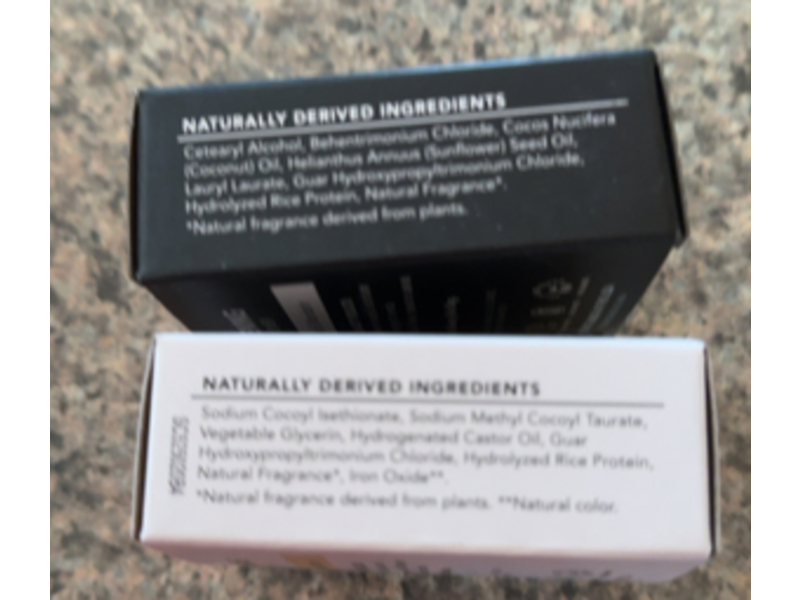 NATURALLY DERIVED INGREDIENTS
Cetearyl Alcohol, Behentrimonium Chloride, Cocos Nucifera
(Coconut) Oil, Helianthus Annuus (Sunflower) Seed Oil,
Lauryl Laurate, Guar Hydroxypropyltrimonium Chloride,
Hydrolyzed Rice Protein, Natural Fragrance*.
*Natural fragrance derived from plants.
NATURALLY DERIVED INGREDIENTS
Sodium Cocoyl Isethionate, Sodium Methyl Cocoyl Taurate,
Vegetable Glycerin, Hydrogenated Castor Oil, Guar
Hydroxypropyltrimonium Chloride, Hydrolyzed Rice Protein,
Natural Fragrance*, Iron Oxide**.
*Natural fragrance derived from plants. **Natural color.